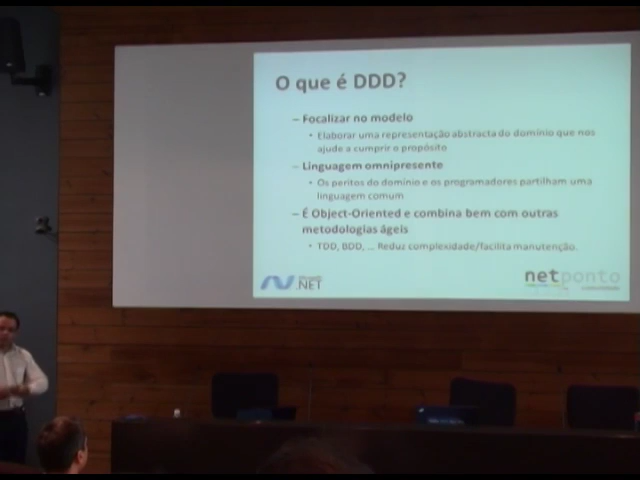 O que é DDD?
– Focalizar no modelo
• Elaborar uma representação abstracta do domínio que nos
ajude a cumprir o propósito
– Linguagem omnipresente
• Os peritos do domínio e os programadores partilham uma
linguagem comum
– É Object-Oriented e combina bem com outras
metodologias ágeis
• TDD, BDD, ... Reduz complexidade/facilita manutenção.
.NET
netponto